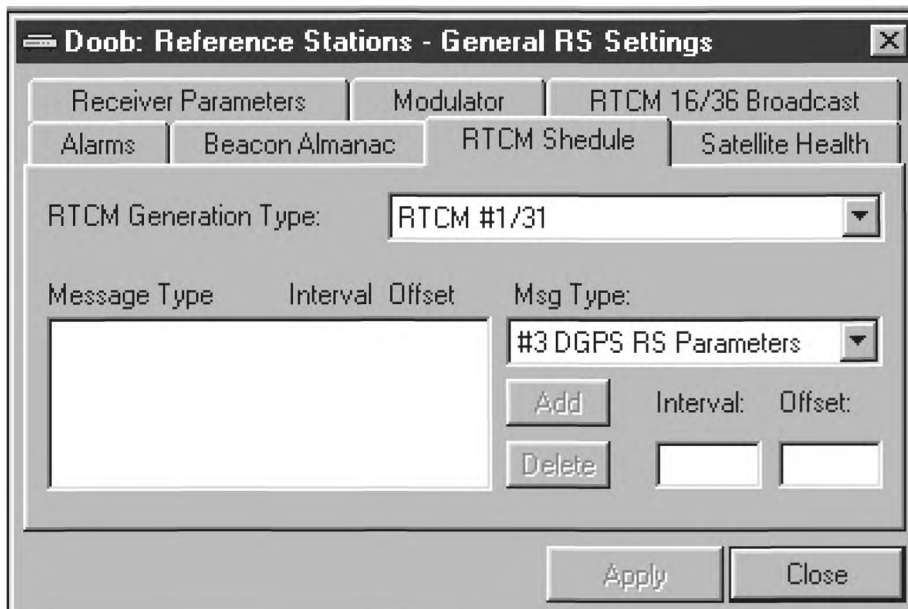 Doob: Reference Stations - General RS Settings
Receiver Parameters Modulator RTCM 16/36 Broadcast
Alarms Beacon Almanac RTCM Shedule Satellite Health
RTCM Generation Type: RTCM #1/31
Message Type Interval Offset Msg Type:
#3 DGPS RS Parameters
Add Interval: Offset:
Delete
Apply Close